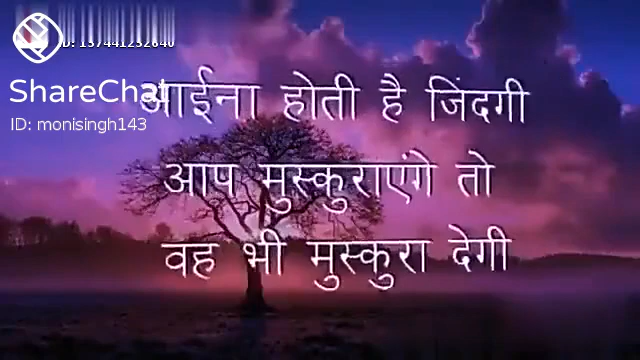 ShareChat
ID: monisingh143
आईना होती है जिंदगी
आप मुस्कुराएंगे तो
वह भी मुस्कुरा देगी